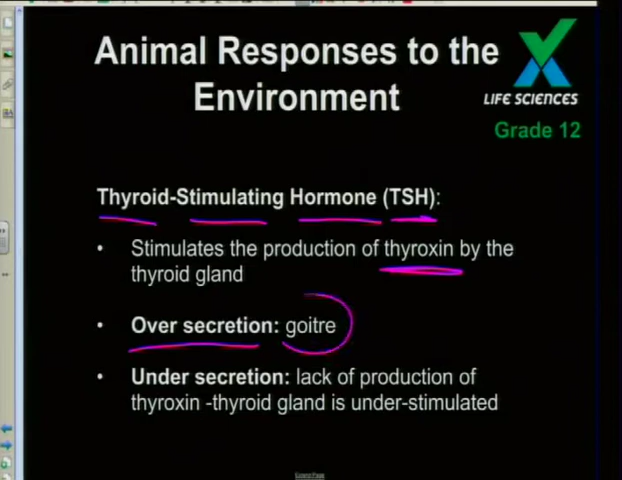 Animal Responses to the
Environment
LIFE SCIENCES
Grade 12
Thyroid-Stimulating Hormone (TSH):
• Stimulates the production of thyroxin by the
thyroid gland
• Over secretion: goitre
• Under secretion: lack of production of
thyroxin -thyroid gland is under-stimulated